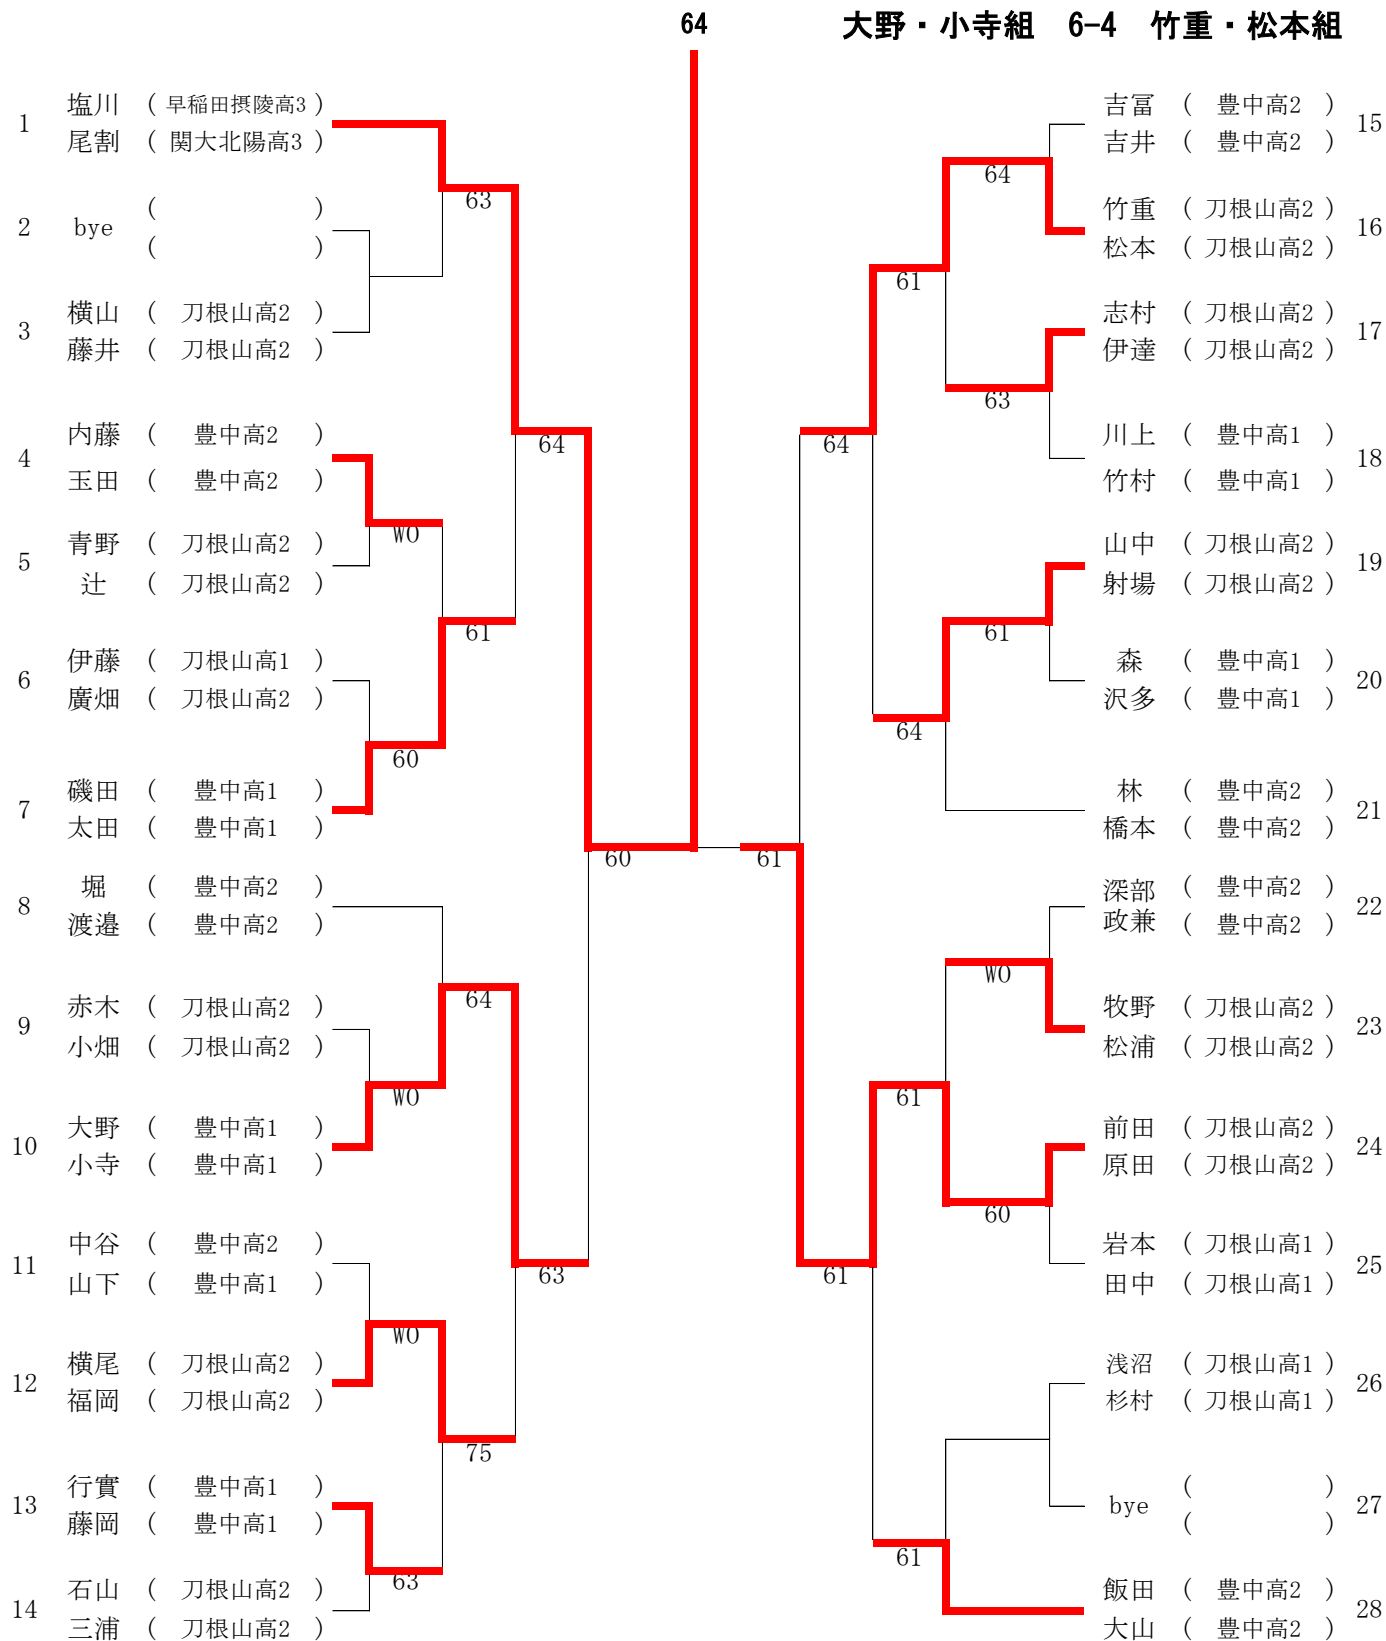 64
大野・小寺組　6-4　竹重・松本組
1 塩川 ( 早稲田摂陵高3 )
尾割 ( 関大北陽高3 )
63
2 bye ( )
( )
3 横山 ( 刀根山高2 )
藤井 ( 刀根山高2 )
64
4 内藤 ( 豊中高2 )
玉田 ( 豊中高2 )
WO
5 青野 ( 刀根山高2 )
辻 ( 刀根山高2 )
61
6 伊藤 ( 刀根山高1 )
廣畑 ( 刀根山高2 )
60
7 磯田 ( 豊中高1 )
太田 ( 豊中高1 )
60
8 堀 ( 豊中高2 )
渡邉 ( 豊中高2 )
64
9 赤木 ( 刀根山高2 )
小畑 ( 刀根山高2 )
WO
10 大野 ( 豊中高1 )
小寺 ( 豊中高1 )
63
11 中谷 ( 豊中高2 )
山下 ( 豊中高1 )
WO
12 横尾 ( 刀根山高2 )
福岡 ( 刀根山高2 )
75
13 行實 ( 豊中高1 )
藤岡 ( 豊中高1 )
63
14 石山 ( 刀根山高2 )
三浦 ( 刀根山高2 )
吉冨 ( 豊中高2 ) 15
吉井 ( 豊中高2 )
64
竹重 ( 刀根山高2 ) 16
松本 ( 刀根山高2 )
61
志村 ( 刀根山高2 ) 17
伊達 ( 刀根山高2 )
63
64
川上 ( 豊中高1 ) 18
竹村 ( 豊中高1 )
山中 ( 刀根山高2 ) 19
射場 ( 刀根山高2 )
61
森 ( 豊中高1 ) 20
沢多 ( 豊中高1 )
64
林 ( 豊中高2 ) 21
橋本 ( 豊中高2 )
61
深部 ( 豊中高2 ) 22
政兼 ( 豊中高2 )
WO
牧野 ( 刀根山高2 ) 23
松浦 ( 刀根山高2 )
61
前田 ( 刀根山高2 ) 24
原田 ( 刀根山高2 )
60
岩本 ( 刀根山高1 ) 25
田中 ( 刀根山高1 )
61
浅沼 ( 刀根山高1 ) 26
杉村 ( 刀根山高1 )
bye ( ) 27
( )
61
飯田 ( 豊中高2 ) 28
大山 ( 豊中高2 )